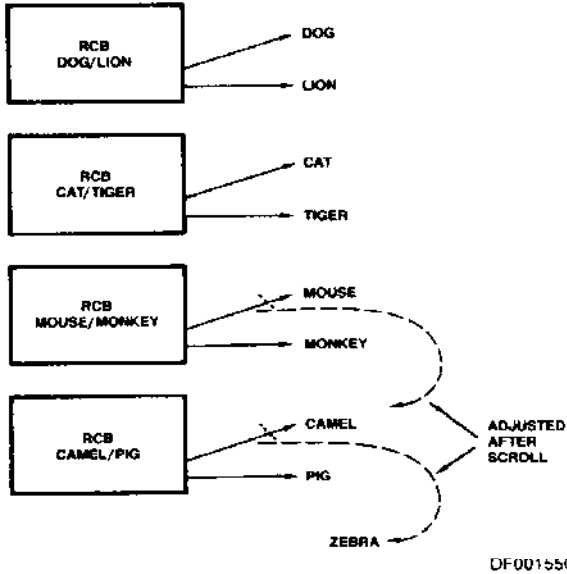 RCB
DOG/LION
DOG
LION
RCB
CAT/TIGER
CAT
TIGER
RCB
MOUSE/MONKEY
MOUSE
MONKEY
RCB
CAMEL/PIG
CAMEL
PIG
ADJUSTED
AFTER
SCROLL
ZEBRA